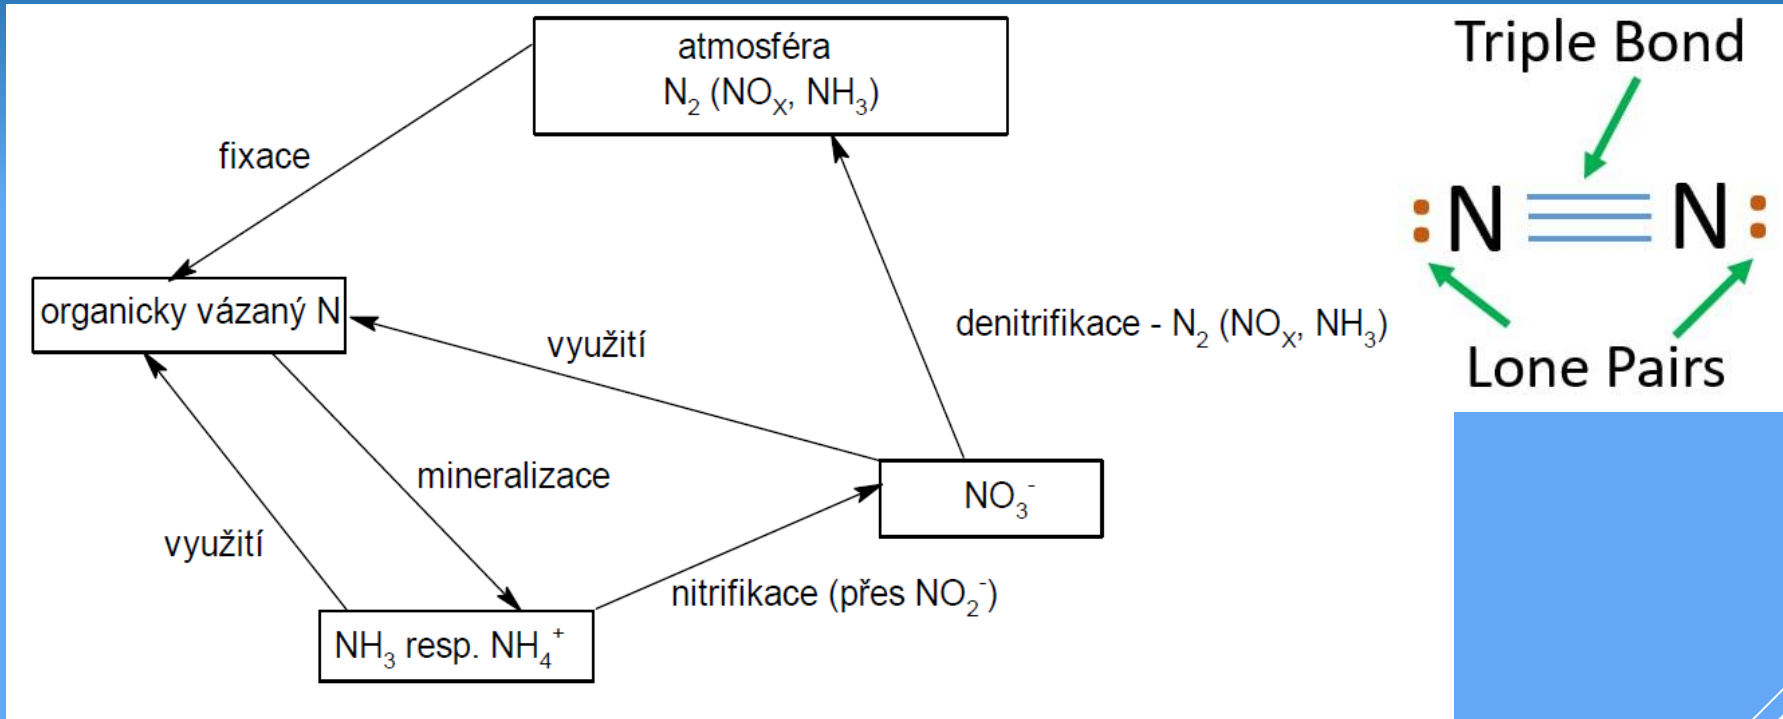 atmosféra
N₂ (NOₓ, NH₃)
Triple Bond
fixace
:N≡N:
organicky vázaný N
využití
denitrifikace - N₂ (NOₓ, NH₃)
Lone Pairs
mineralizace
NO₃⁻
využití
nitrifikace (přes NO₂⁻)
NH₃ resp. NH₄⁺